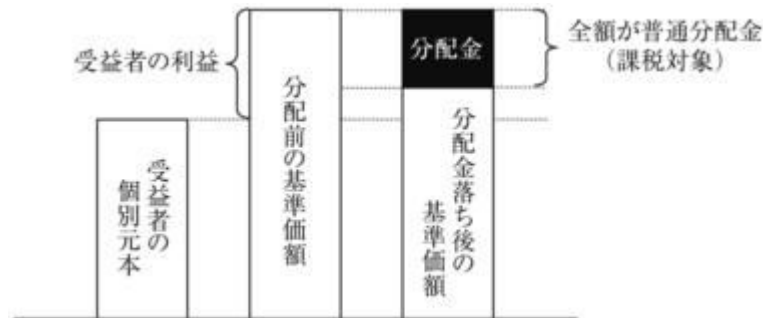 受益者の利益
受益者の
個別元本
分配前の基準価額
分配金
分配金落ち後の
基準価額
全額が普通分配金
（課税対象）